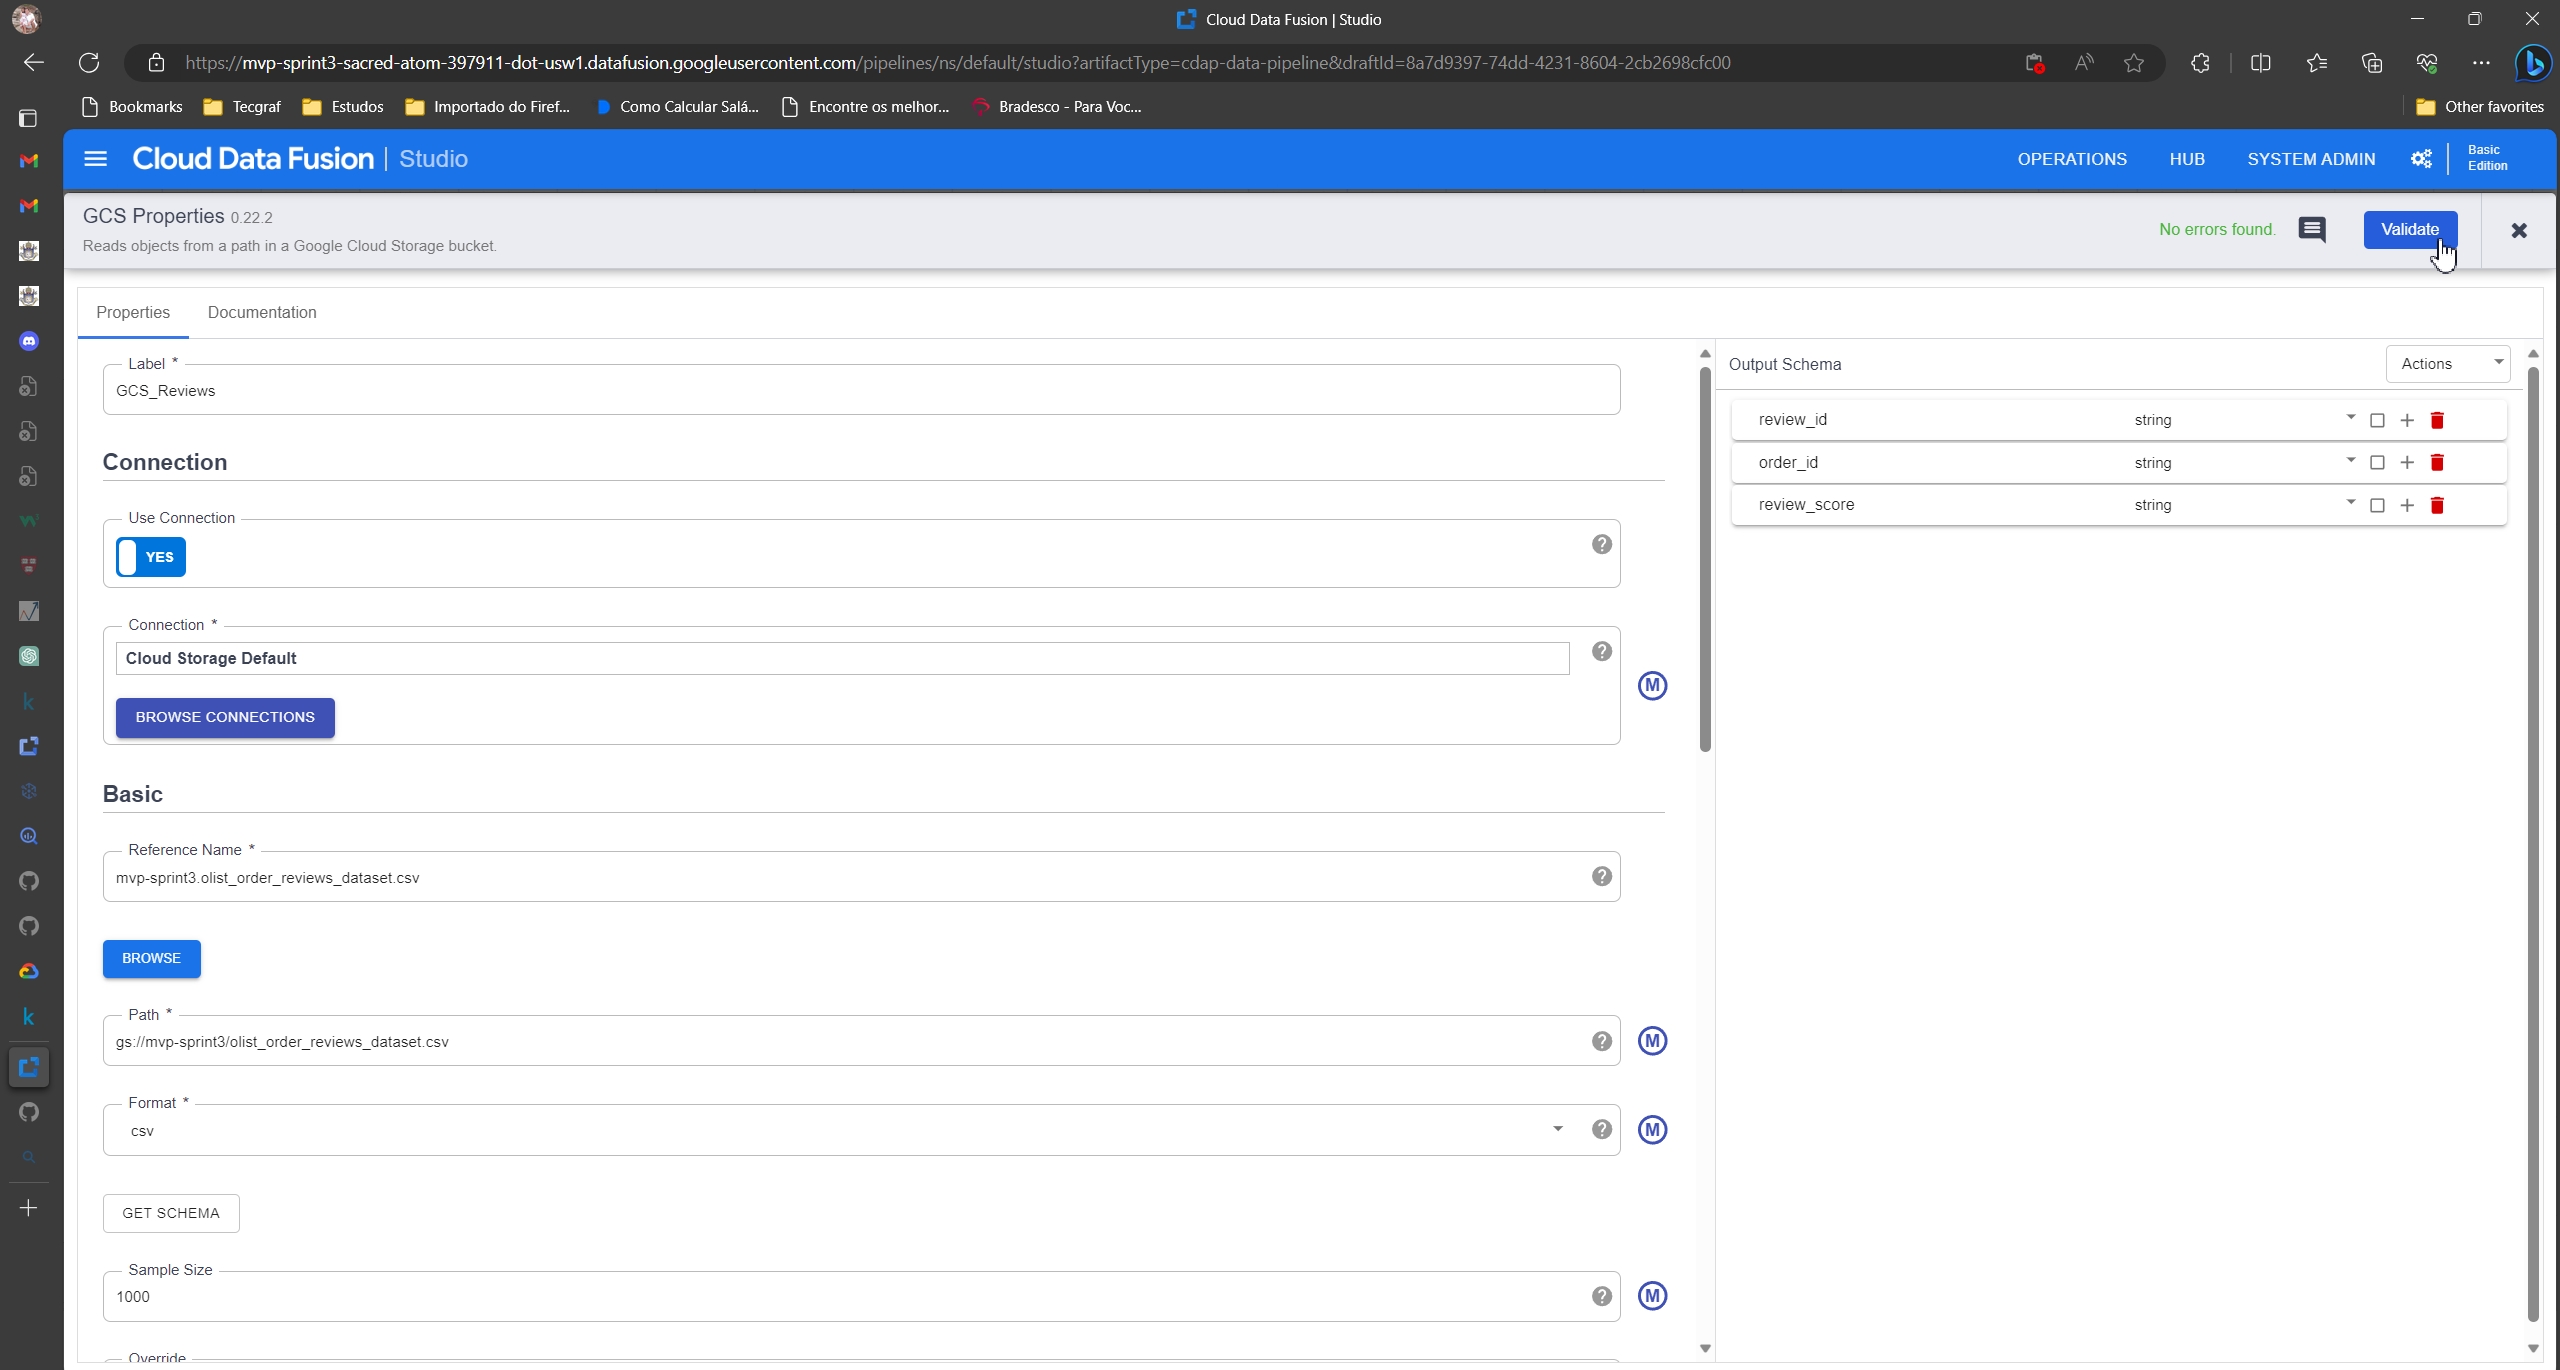 Cloud Data Fusion | Studio
https://mvp-sprint3-sacred-atom-397911-dot-usw1.datafusion.googleusercontent.com/pipelines/ns/default/studio?artifactType=cdap-data-pipeline&draftId=8a7d9397-74dd-4231-8604-2cb2698cfc00
Bookmarks Tecgraf Estudos Importado do Firef... Como Calcular Salá... Encontre os melhor... Bradesco - Para Voc... Other favorites
Cloud Data Fusion | Studio OPERATIONS HUB SYSTEM ADMIN Basic Edition
GCS Properties 0.22.2
Reads objects from a path in a Google Cloud Storage bucket.
No errors found. Validate
Properties Documentation
Label *
GCS_Reviews
Connection
Use Connection
YES
Connection *
Cloud Storage Default
M
BROWSE CONNECTIONS
Basic
Reference Name *
mvp-sprint3.olist_order_reviews_dataset.csv
BROWSE
Path *
gs://mvp-sprint3/olist_order_reviews_dataset.csv
M
Format *
csv
M
GET SCHEMA
Sample Size
1000
M
Override
Output Schema Actions
review_id string
order_id string
review_score string